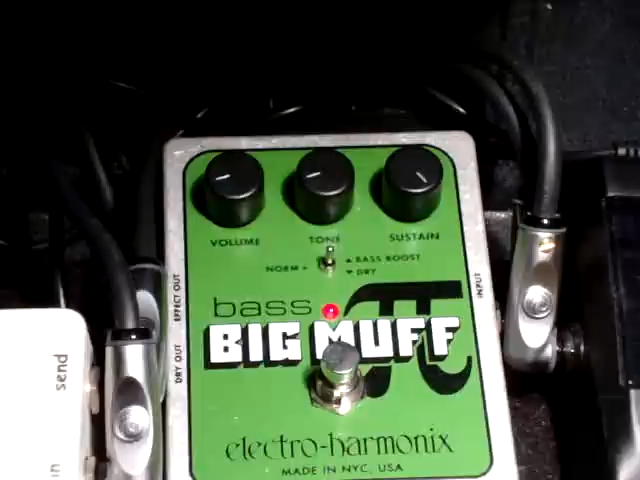 VOLUME
TONE
SUSTAIN
NORM
BASS BOOST
DRY
EFFECT OUT
INPUT
DRY OUT
bass
BIG MUFF
π
electro-harmonix
MADE IN NYC, USA
send